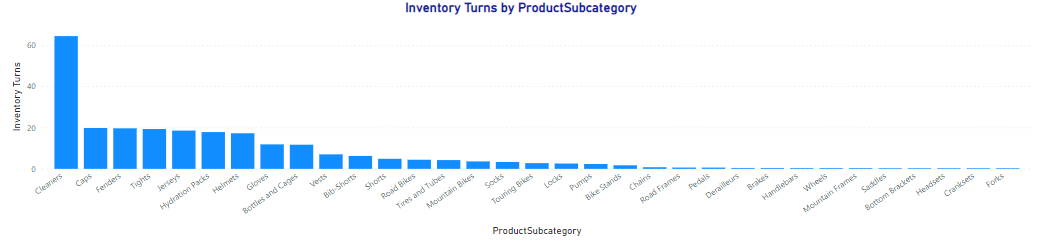 Inventory Turns by ProductSubcategory
Inventory Turns
60
40
20
0
Cleaners
Caps
Fenders
Tights
Jerseys
Hydration Packs
Helmets
Gloves
Bottles and Cages
Vests
Bib-Shorts
Shorts
Road Bikes
Tires and Tubes
Mountain Bikes
Socks
Touring Bikes
Locks
Pumps
Bike Stands
Chains
Road Frames
Pedals
Derailleurs
Brakes
Handlebars
Wheels
Mountain Frames
Saddles
Bottom Brackets
Headsets
Cranksets
Forks
ProductSubcategory